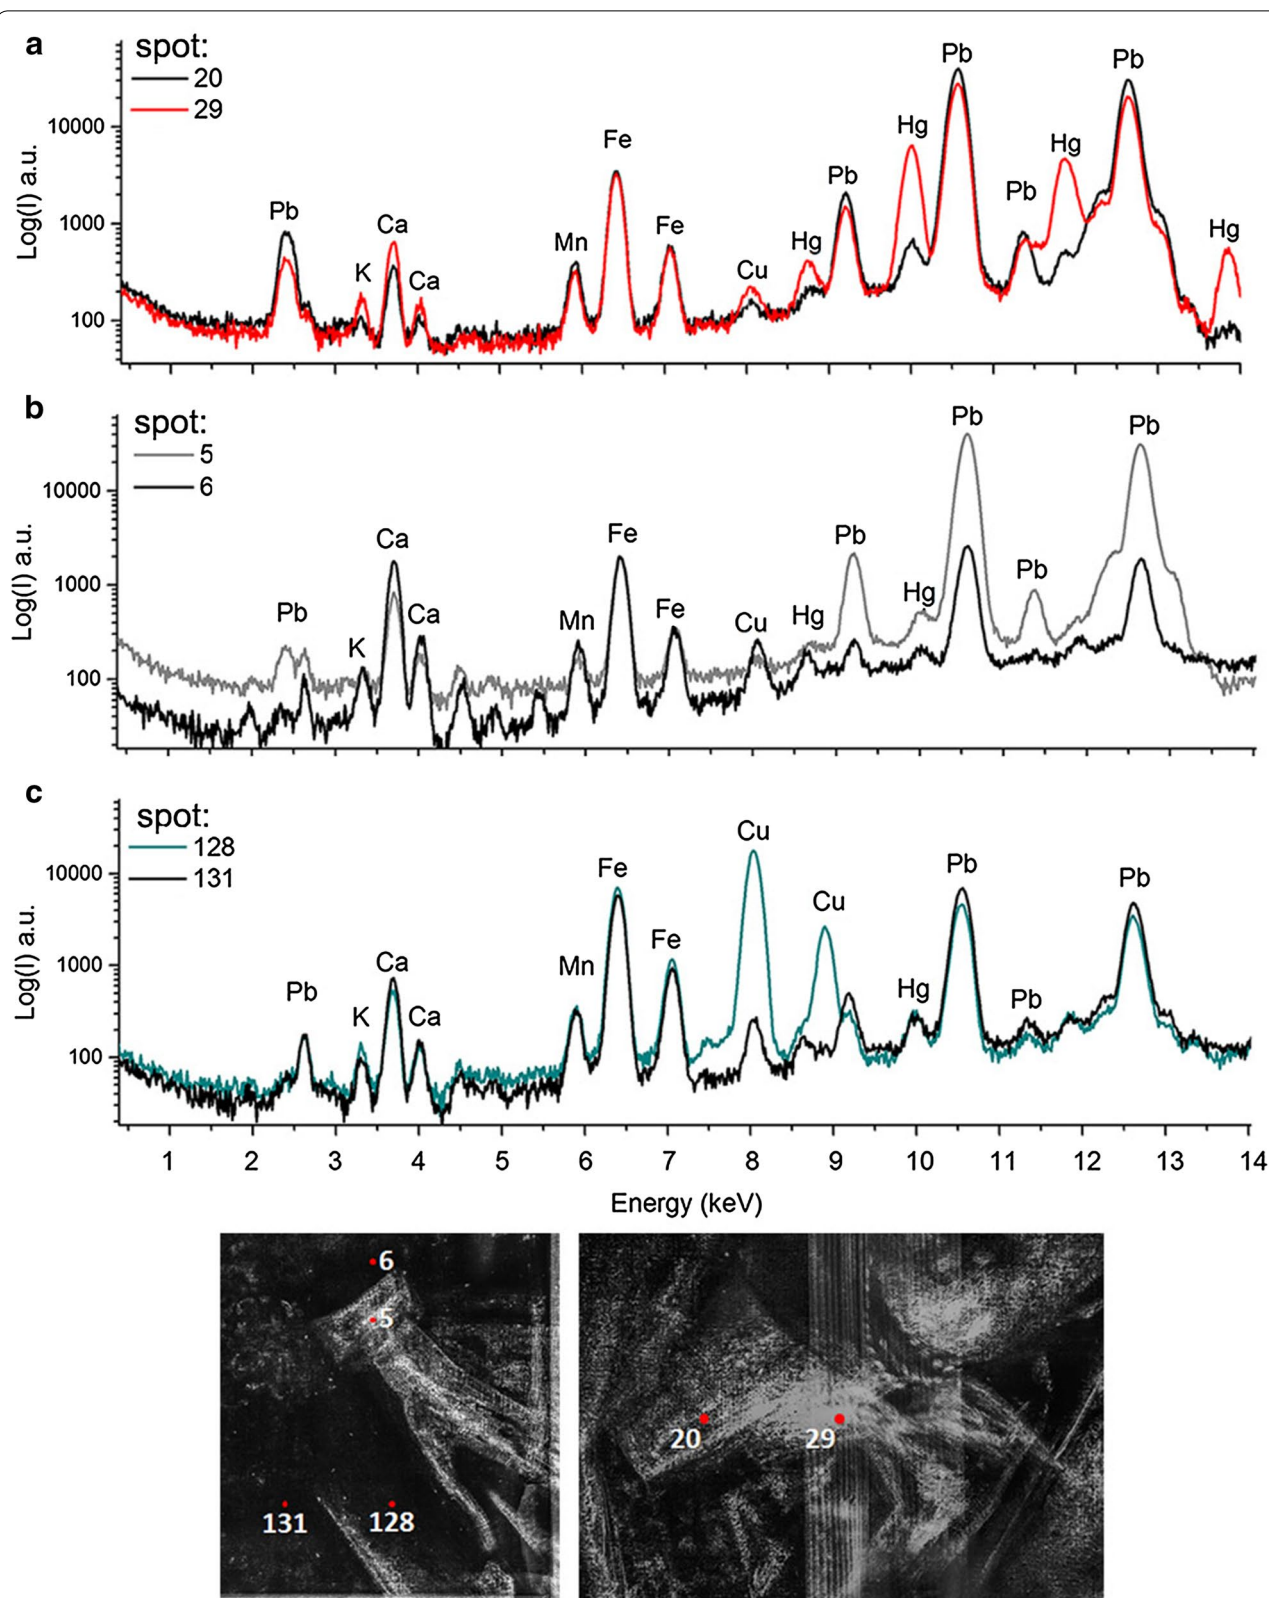 a
spot:
20
29
Log(I) a.u.
10000
1000
100
Pb
K
Ca
Ca
Mn
Fe
Fe
Cu
Hg
Pb
Hg
Pb
Pb
Hg
Pb
Hg
b
spot:
5
6
Log(I) a.u.
10000
1000
100
Pb
K
Ca
Ca
Mn
Fe
Fe
Cu
Hg
Pb
Hg
Pb
Pb
Pb
c
spot:
128
131
Log(I) a.u.
10000
1000
100
Pb
K
Ca
Ca
Mn
Fe
Fe
Cu
Cu
Hg
Pb
Pb
Pb
1 2 3 4 5 6 7 8 9 10 11 12 13 14
Energy (keV)
6
5
131 128
20 29